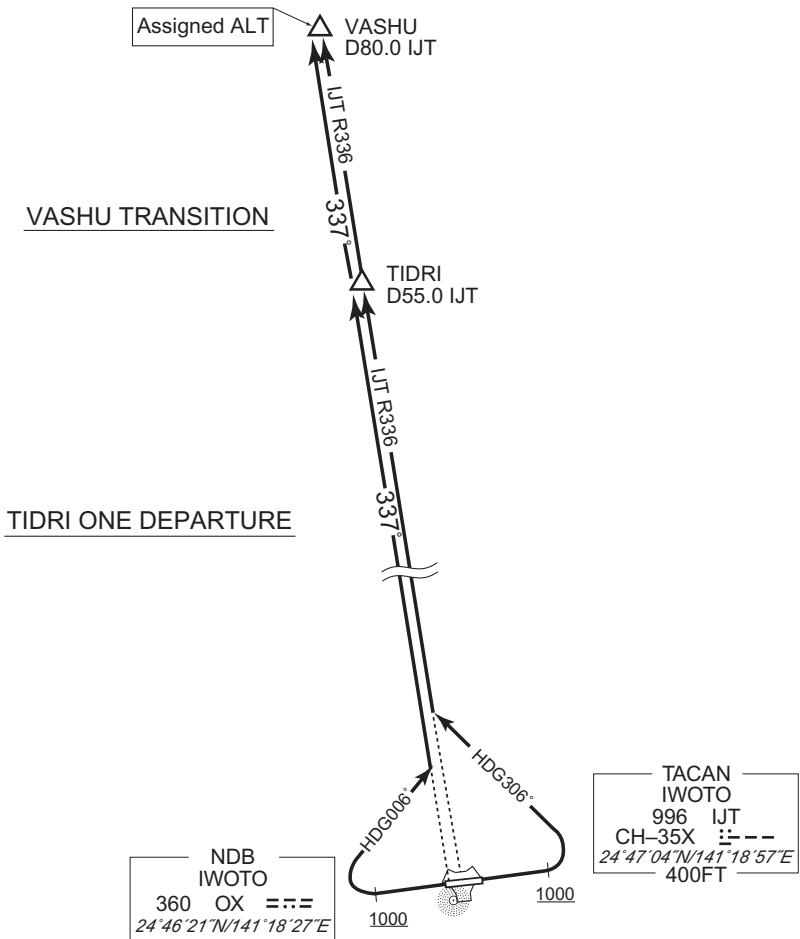 Assigned ALT
VASHU
D80.0 IJT
IJT R336
337°
VASHU TRANSITION
TIDRI
D55.0 IJT
IJT R336
337°
TIDRI ONE DEPARTURE
HDG006°
HDG306°
TACAN
IWOTO
996 IJT
CH–35X
24°47′04″N/141°18′57″E
400FT
NDB
IWOTO
360 OX
24°46′21″N/141°18′27″E
1000
1000